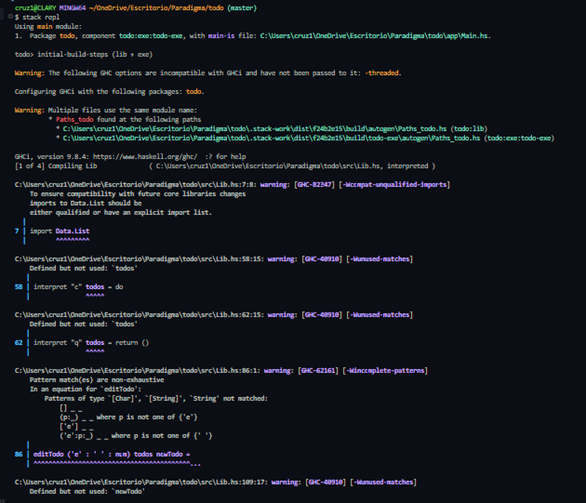 cruz1@CLARY MINGW64 ~/OneDrive/Escritorio/Paradigma/todo (master)
$ stack repl
Using main module:
1. Package todo, component todo:exe:todo-exe, with main-is file: C:\Users\cruz1\OneDrive\Escritorio\Paradigma\todo\app\Main.hs.
todo> initial-build-steps (lib + exe)
Warning: The following GHC options are incompatible with GHCi and have not been passed to it: -threaded.
Configuring GHCi with the following packages: todo.
Warning: Multiple files use the same module name:
* Paths_todo found at the following paths
* C:\Users\cruz1\OneDrive\Escritorio\Paradigma\todo\.stack-work\dist\f24b2e15\build\autogen\Paths_todo.hs (todo:lib)
* C:\Users\cruz1\OneDrive\Escritorio\Paradigma\todo\.stack-work\dist\f24b2e15\build\todo-exe\autogen\Paths_todo.hs (todo:exe:todo-exe)
GHCi, version 9.8.4: https://www.haskell.org/ghc/ :? for help
[1 of 4] Compiling Lib ( C:\Users\cruz1\OneDrive\Escritorio\Paradigma\todo\src\Lib.hs, interpreted )
C:\Users\cruz1\OneDrive\Escritorio\Paradigma\todo\src\Lib.hs:7:8: warning: [GHC-82347] [-Wcompat-unqualified-imports]
To ensure compatibility with future core libraries changes
imports to Data.List should be
either qualified or have an explicit import list.
|
7 | import Data.List
| ^^^^^^^^^
C:\Users\cruz1\OneDrive\Escritorio\Paradigma\todo\src\Lib.hs:58:15: warning: [GHC-40910] [-Wunused-matches]
Defined but not used: `todos'
|
58 | interpret "c" todos = do
| ^^^^^
C:\Users\cruz1\OneDrive\Escritorio\Paradigma\todo\src\Lib.hs:62:15: warning: [GHC-40910] [-Wunused-matches]
Defined but not used: `todos'
|
62 | interpret "q" todos = return ()
| ^^^^^
C:\Users\cruz1\OneDrive\Escritorio\Paradigma\todo\src\Lib.hs:86:1: warning: [GHC-62161] [-Wincomplete-patterns]
Pattern match(es) are non-exhaustive
In an equation for `editTodo':
Patterns of type `[Char]', `[String]', `String' not matched:
[] _ _
(p:_) _ _ where p is not one of {'e'}
['e'] _ _
('e':p:_) _ _ where p is not one of {' '}
|
86 | editTodo ('e' : ' ' : num) todos newTodo =
| ^^^^^^^^^^^^^^^^^^^^^^^^^^^^^^^^^^^^^^^^^^...
C:\Users\cruz1\OneDrive\Escritorio\Paradigma\todo\src\Lib.hs:109:17: warning: [GHC-40910] [-Wunused-matches]
Defined but not used: `newTodo'